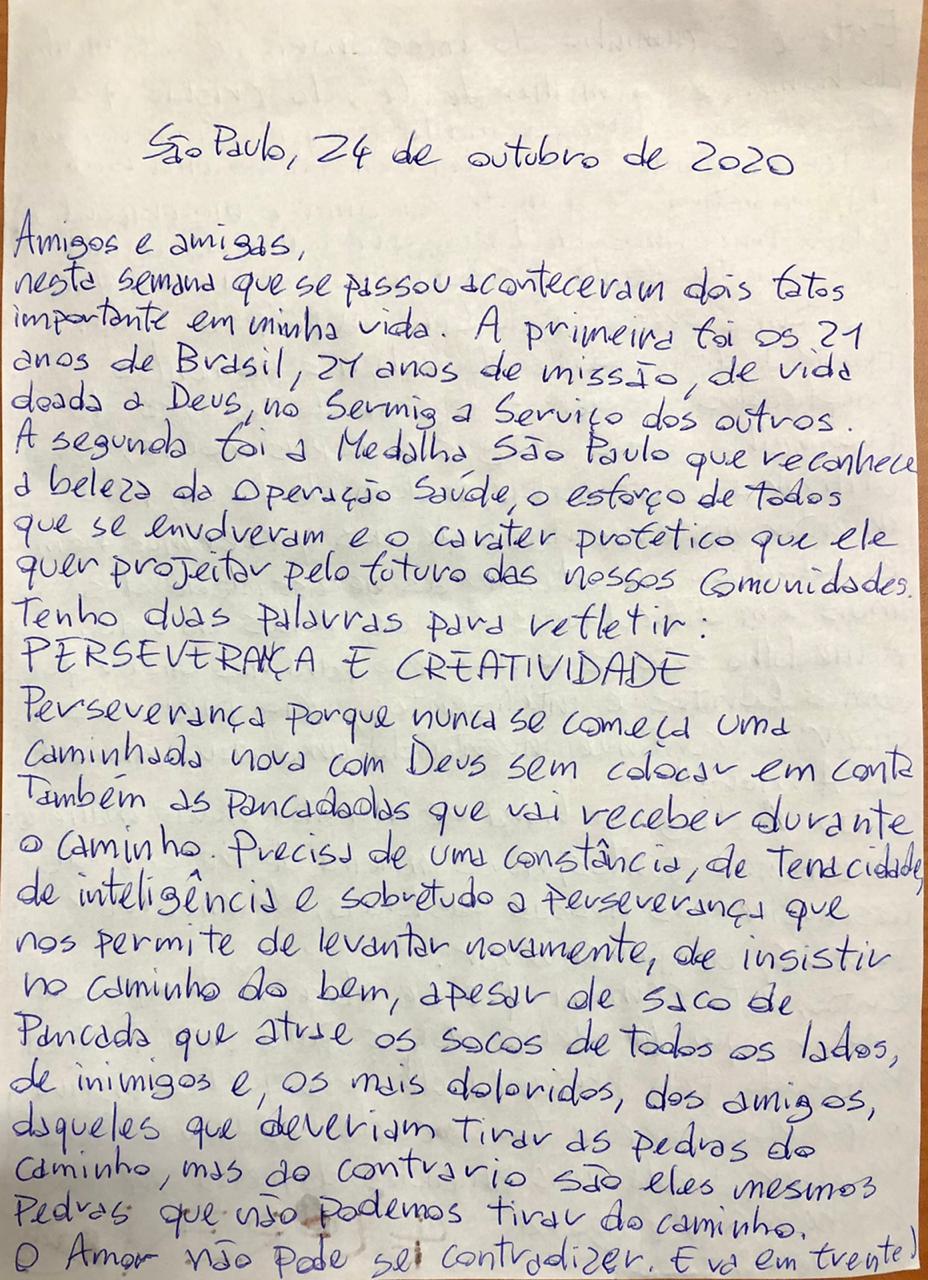 São Paulo, 24 de outubro de 2020
Amigos e amigas,
nesta semana que se passou aconteceram dois fatos
importante em minha vida. A primeira foi os 21
anos de Brasil, 21 anos de missão, de vida
doada a Deus, no Sermig a Serviço dos outros.
A segunda foi a Medalha São Paulo que reconhece
a beleza da Operação Saúde, o esforço de todos
que se envolveram e o caráter profético que ele
quer projeitar pelo futuro das nossos Comunidades.
Tenho duas palavras para refletir:
PERSEVERANÇA E CREATIVIDADE
Perseverança porque nunca se começa uma
caminhada nova com Deus sem colocar em conta
Também as Pancadadas que vai receber durante
o caminho. Precisa de uma constância, de Tenacidade,
de inteligência e sobretudo a Perseverança que
nos permite de levantar novamente, de insistir
no caminho do bem, apesar de saco de
Pancada que atrae os socos de todos os lados,
de inimigos e, os mais doloridos, dos amigos,
daqueles que deveriam tirar as pedras do
caminho, mas ao contrario são eles mesmos
Pedras que não podemos tirar do caminho.
O Amor não pode se contradizer. E va em frente!